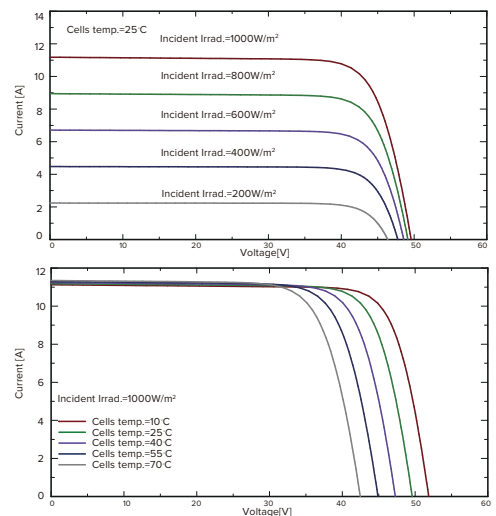 14
12
10
8
6
4
2
0
Current [A]
Cells temp.=25°C
Incident Irrad.=1000W/m²
Incident Irrad.=800W/m²
Incident Irrad.=600W/m²
Incident Irrad.=400W/m²
Incident Irrad.=200W/m²
0 10 20 30 40 50 60
Voltage[V]
12
10
8
6
4
2
0
Current [A]
Incident Irrad.=1000W/m²
Cells temp.=10°C
Cells temp.=25°C
Cells temp.=40°C
Cells temp.=55°C
Cells temp.=70°C
0 10 20 30 40 50 60
Voltage[V]